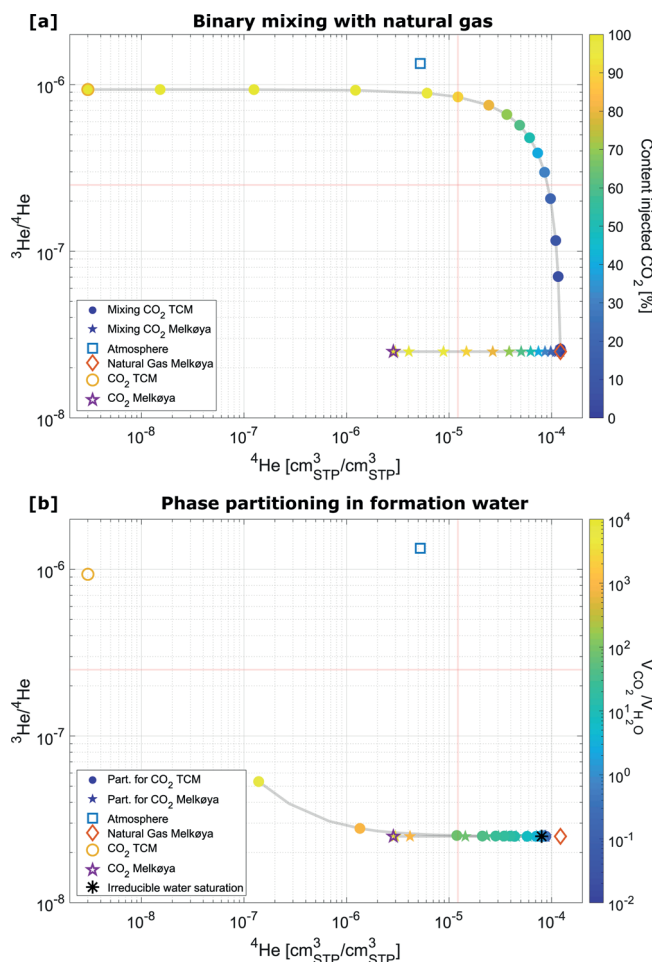 [a] Binary mixing with natural gas
10⁻⁶
10⁻⁷
10⁻⁸
³He/⁴He
Mixing CO₂ TCM
Mixing CO₂ Melkøya
Atmosphere
Natural Gas Melkøya
CO₂ TCM
CO₂ Melkøya
10⁻⁸ 10⁻⁷ 10⁻⁶ 10⁻⁵ 10⁻⁴
⁴He [cm³STP/cm³STP]
100
90
80
70
60
50
40
30
20
10
0
Content injected CO₂ [%]
[b] Phase partitioning in formation water
10⁻⁶
10⁻⁷
10⁻⁸
³He/⁴He
Part. for CO₂ TCM
Part. for CO₂ Melkøya
Atmosphere
Natural Gas Melkøya
CO₂ TCM
CO₂ Melkøya
Irreducible water saturation
10⁻⁸ 10⁻⁷ 10⁻⁶ 10⁻⁵ 10⁻⁴
⁴He [cm³STP/cm³STP]
10⁴
10³
10²
10¹
10⁰
10⁻¹
10⁻²
V_CO₂/V_H₂O